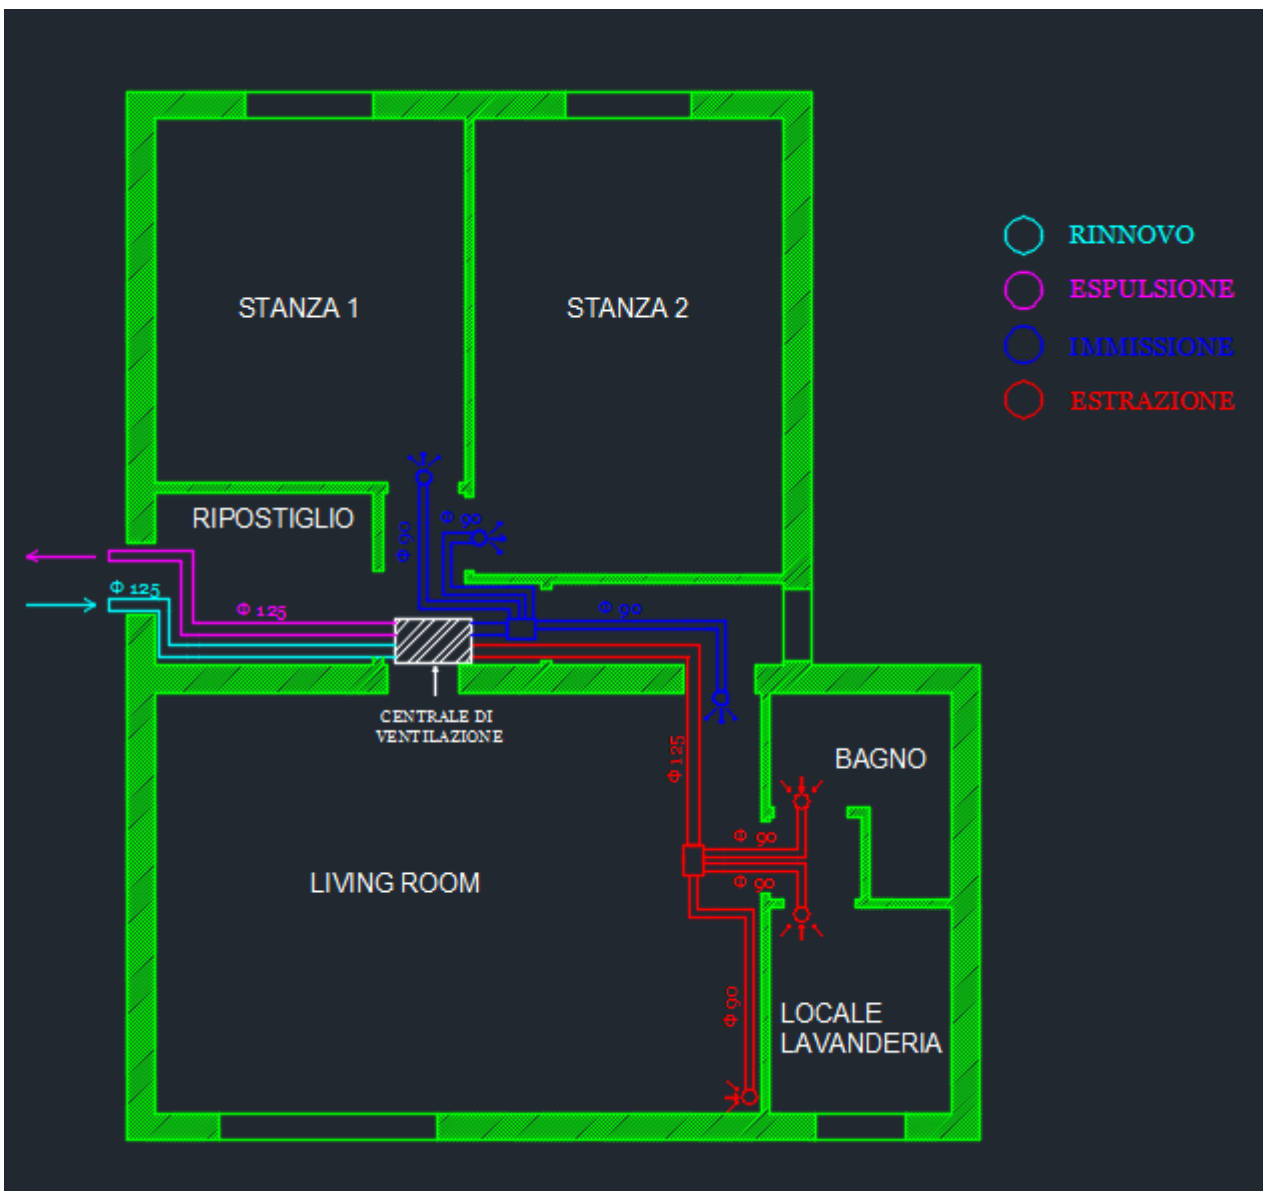 RINNOVO
ESPULSIONE
STANZA 1
STANZA 2
IMMISSIONE
ESTRAZIONE
RIPOSTIGLIO
Φ 90
Φ 90
Φ 125
Φ 125
Φ 90
CENTRALE DI
VENTILAZIONE
Φ 125
BAGNO
Φ 90
LIVING ROOM
Φ 90
Φ 90
LOCALE
LAVANDERIA